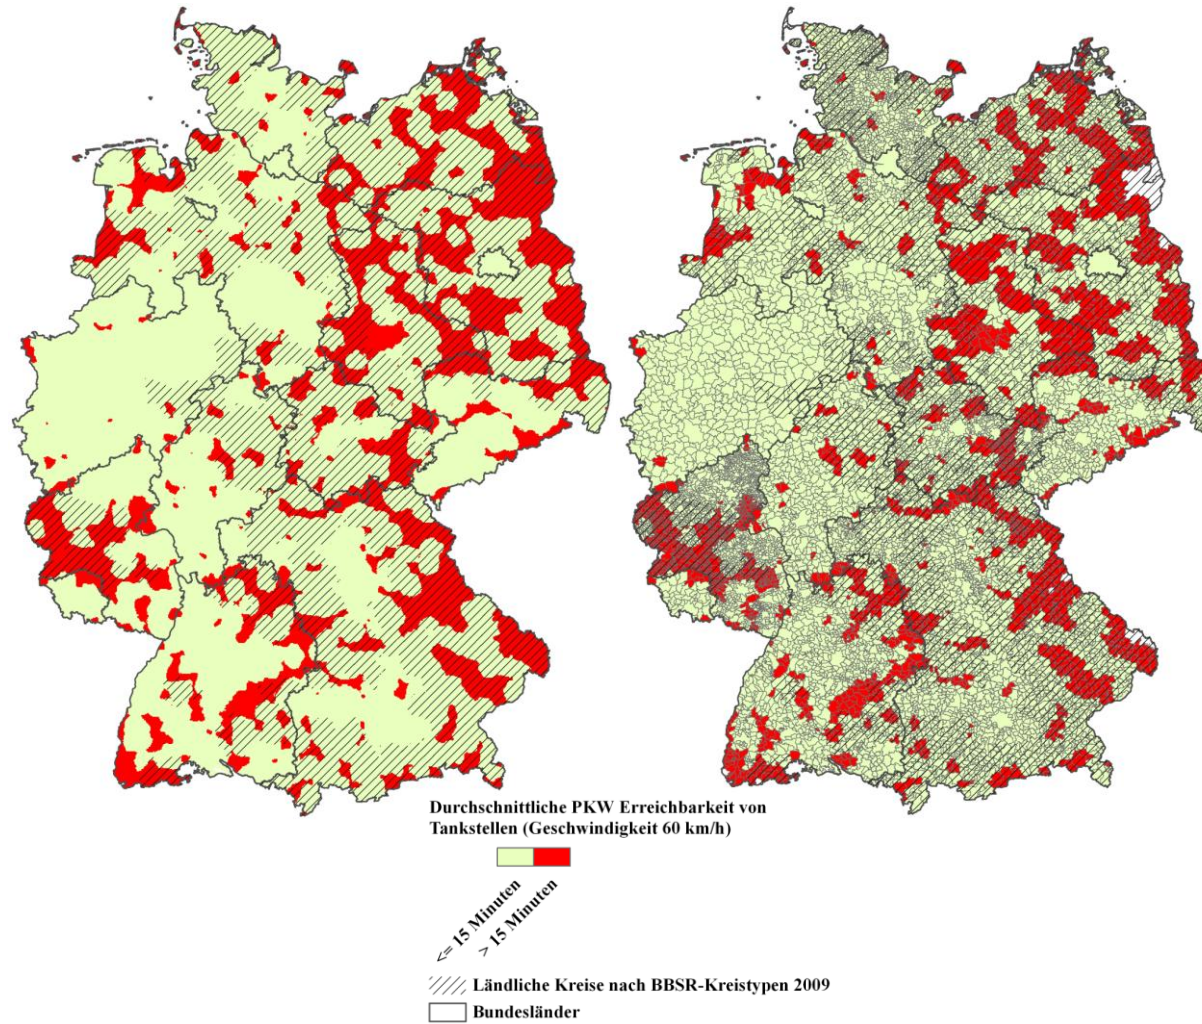 Durchschnittliche PKW Erreichbarkeit von
Tankstellen (Geschwindigkeit 60 km/h)
<= 15 Minuten
> 15 Minuten
Ländliche Kreise nach BBSR-Kreistypen 2009
Bundesländer